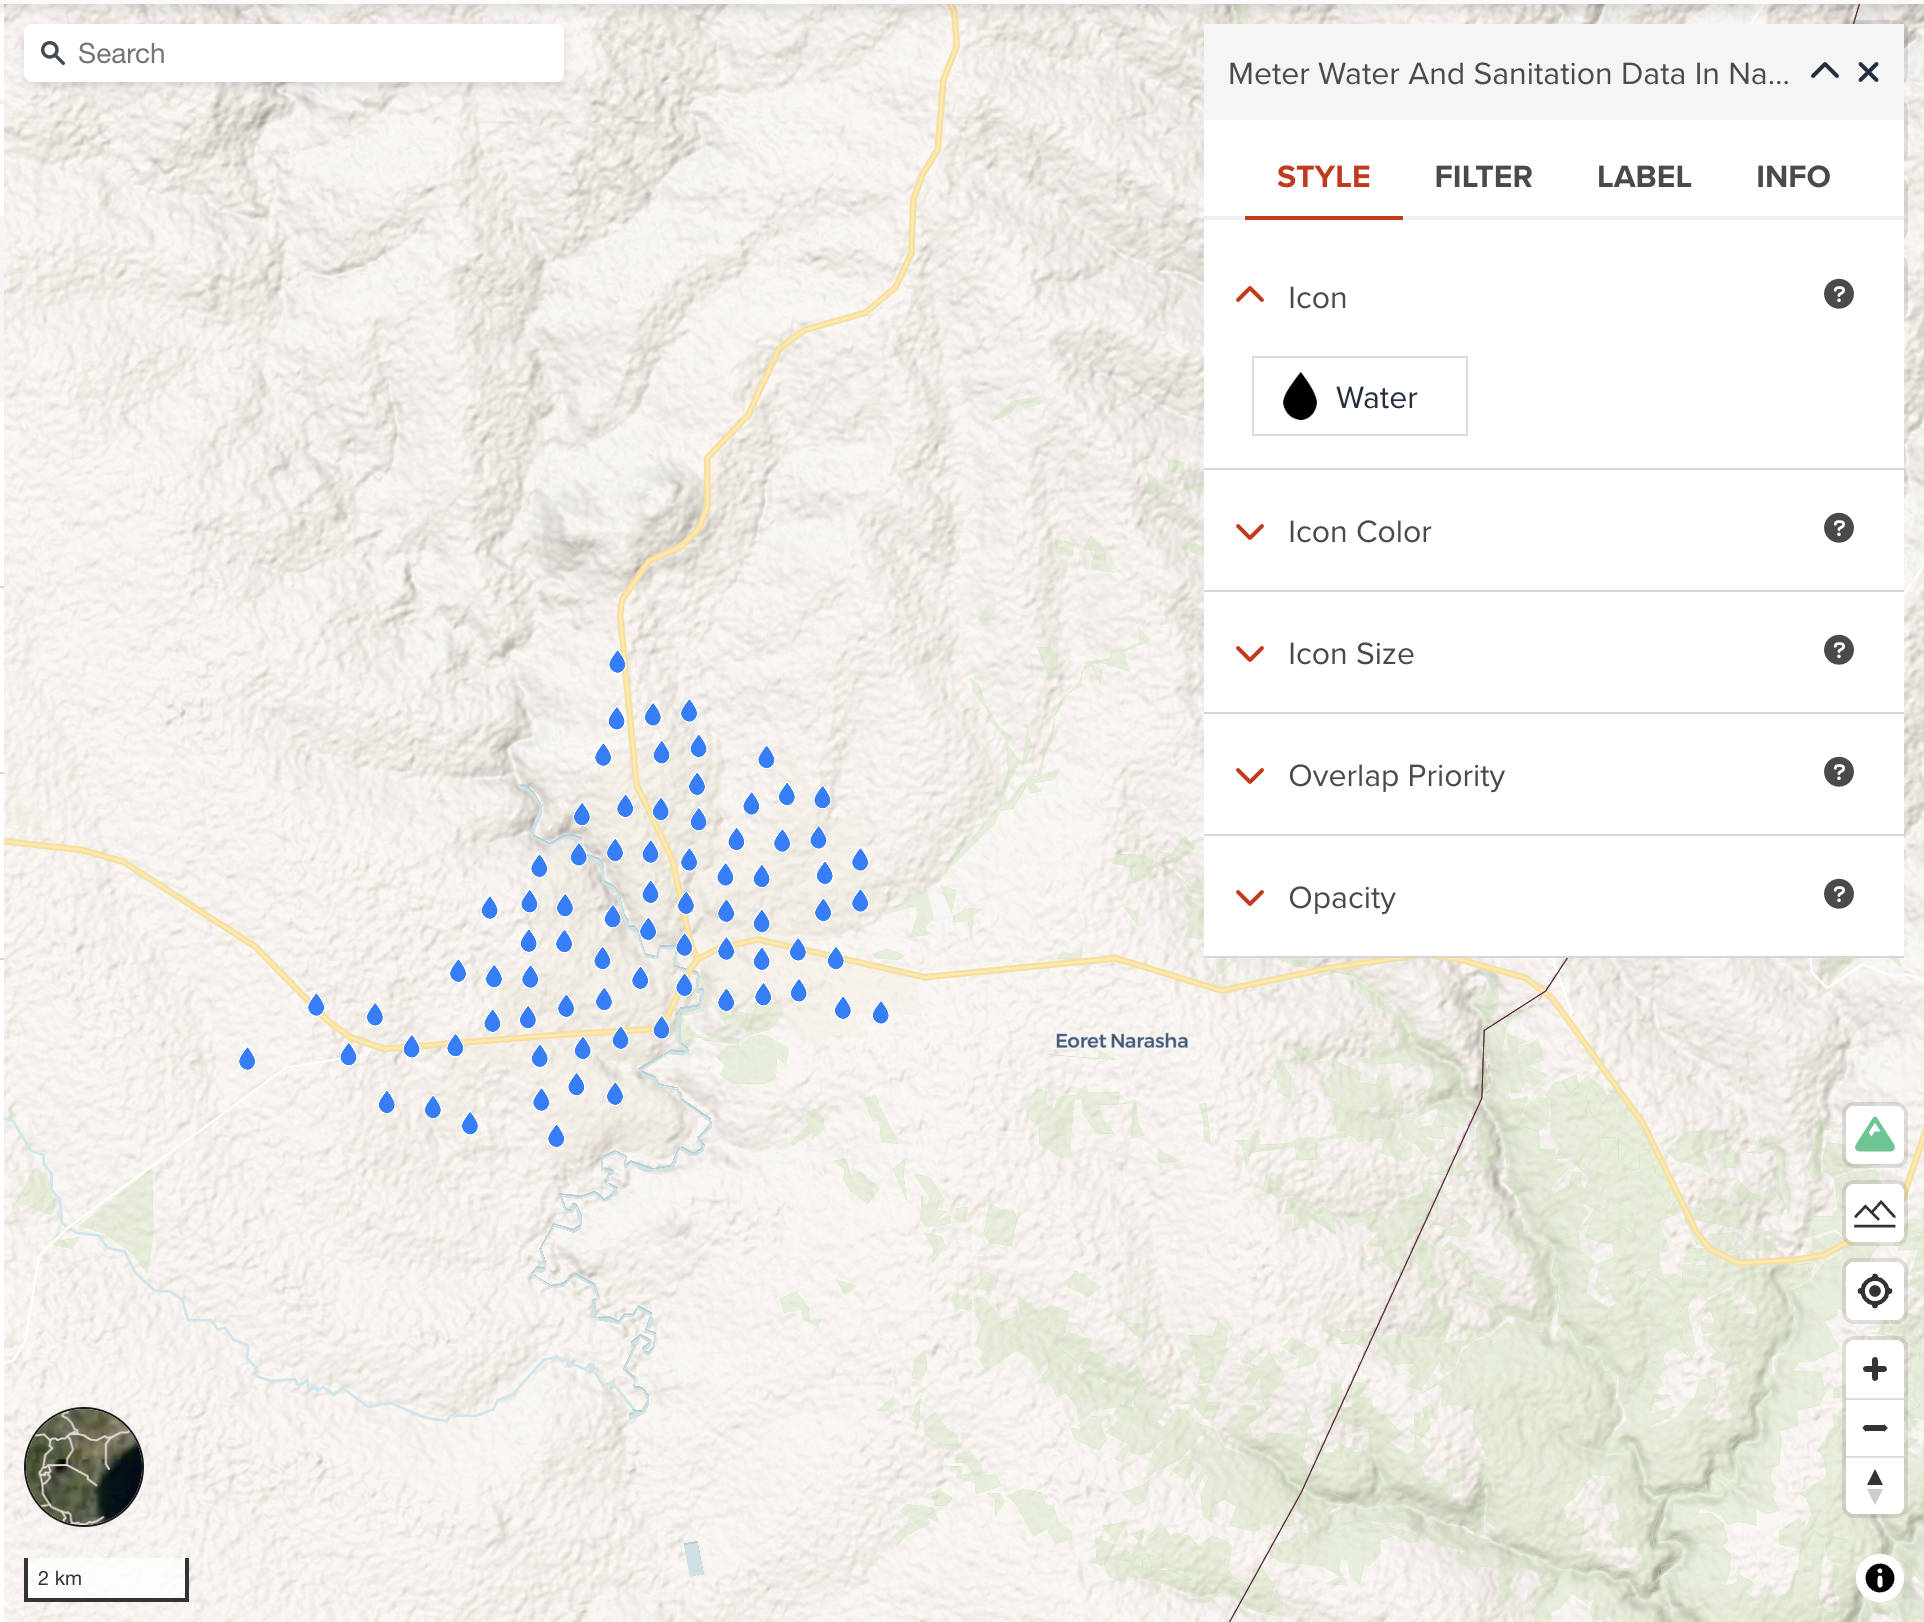 Search
Meter Water And Sanitation Data In Na...
STYLE FILTER LABEL INFO
Icon
Water
Icon Color
Icon Size
Overlap Priority
Opacity
Eoret Narasha
2 km